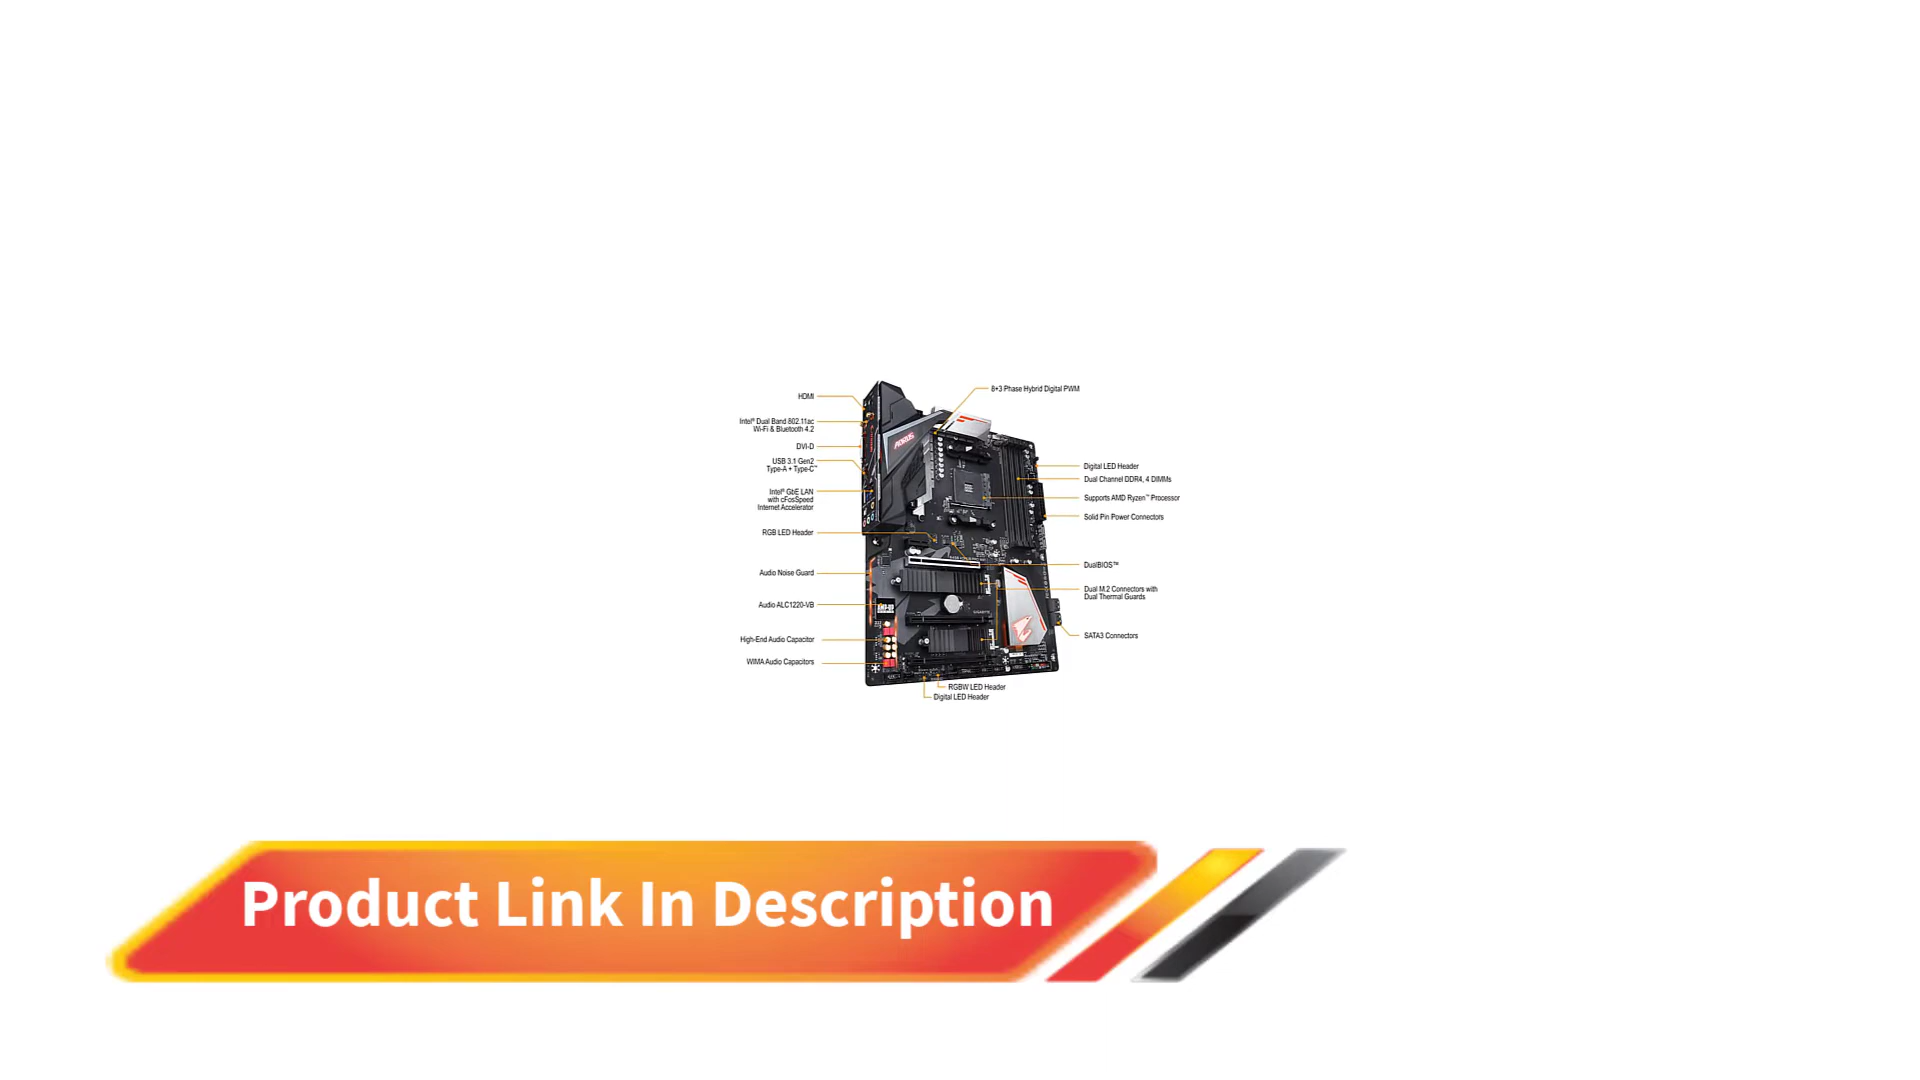 8+3 Phase Hybrid Digital PWM
HDMI
Intel® Dual Band 802.11ac
Wi-Fi & Bluetooth 4.2
DVI-D
USB 3.1 Gen2
Type-A + Type-C™
Intel® GbE LAN
with cFosSpeed
Internet Accelerator
RGB LED Header
Audio Noise Guard
Audio ALC1220-VB
High-End Audio Capacitor
WIMA Audio Capacitors
AORUS
Digital LED Header
Dual Channel DDR4, 4 DIMMs
Supports AMD Ryzen™ Processor
Solid Pin Power Connectors
DualBIOS™
Dual M.2 Connectors with
Dual Thermal Guards
SATA3 Connectors
RGBW LED Header
Digital LED Header
Product Link In Description